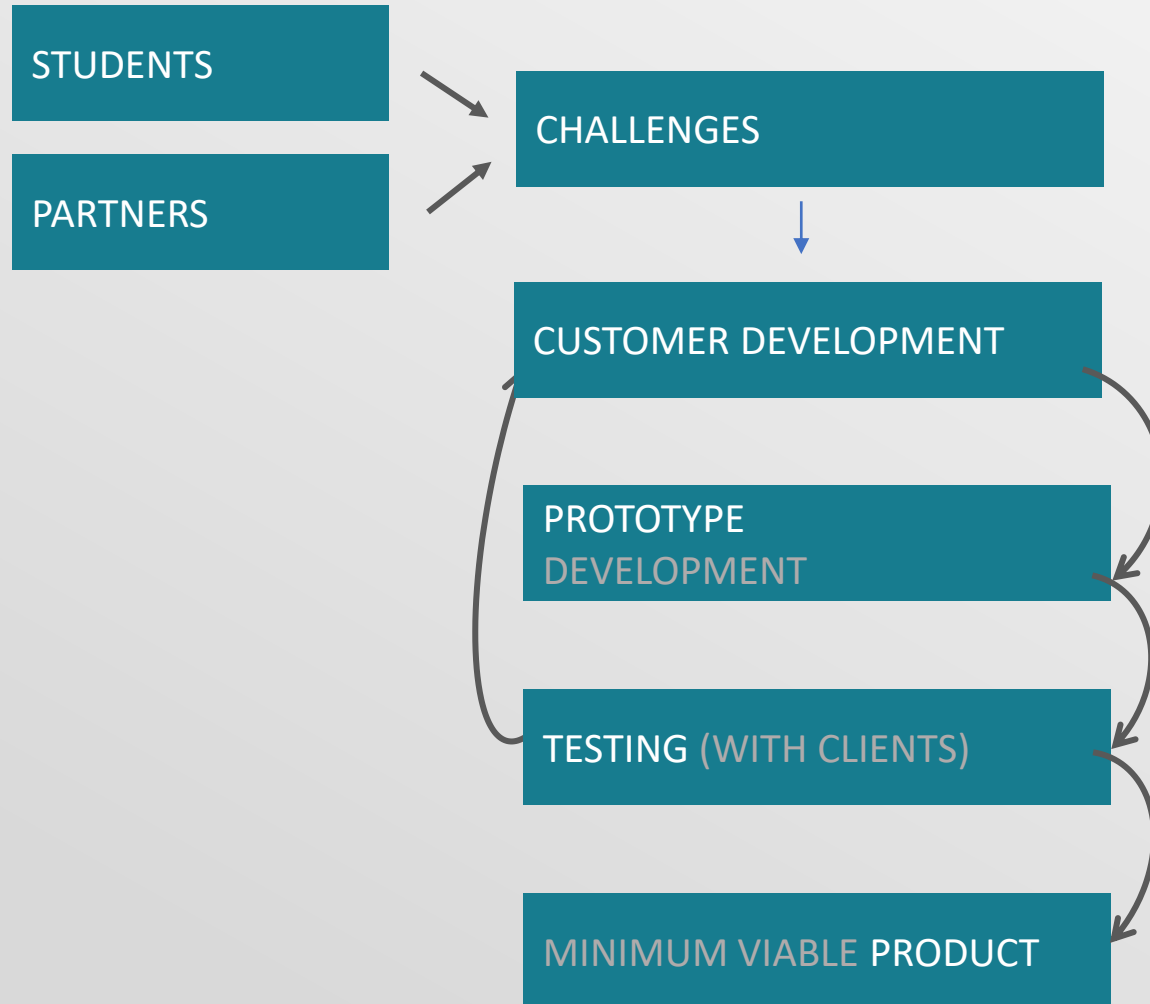 STUDENTS
PARTNERS
CHALLENGES
CUSTOMER DEVELOPMENT
PROTOTYPE
DEVELOPMENT
TESTING (WITH CLIENTS)
MINIMUM VIABLE PRODUCT